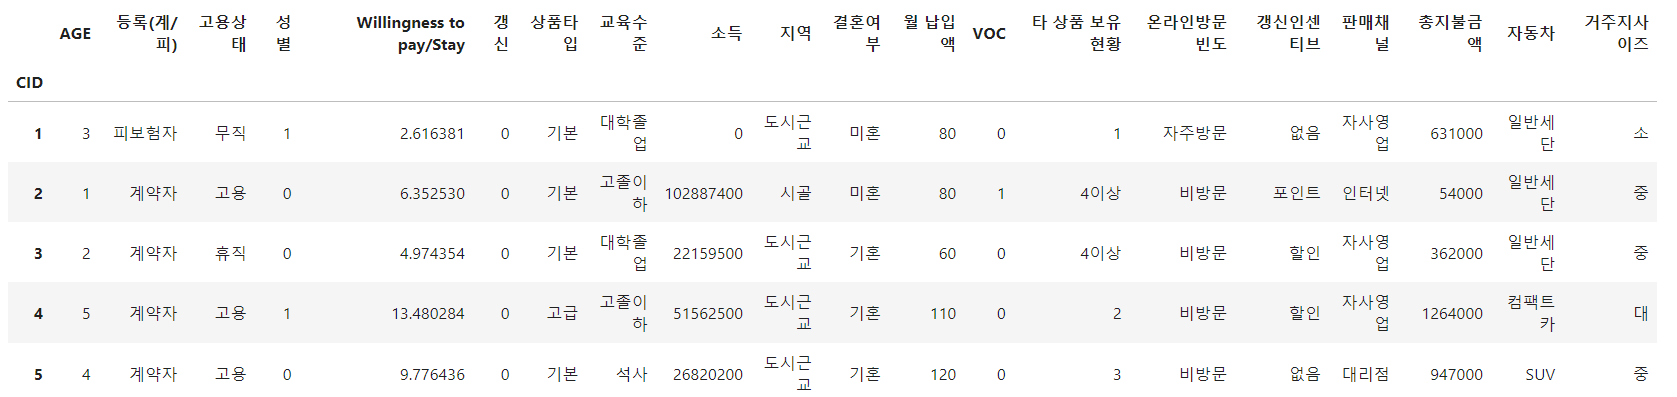 AGE 등록(계/피) 고용상태 성별 Willingness to pay/Stay 갱신 상품타입 교육수준 소득 지역 결혼여부 월 납입액 VOC 타 상품 보유현황 온라인방문빈도 갱신인센티브 판매채널 총지불금액 자동차 거주지사이즈
CID
1 3 피보험자 무직 1 2.616381 0 기본 대학졸업 0 도시근교 미혼 80 0 1 자주방문 없음 자사영업 631000 일반세단 소
2 1 계약자 고용 0 6.352530 0 기본 고졸이하 102887400 시골 미혼 80 1 4이상 비방문 포인트 인터넷 54000 일반세단 중
3 2 계약자 휴직 0 4.974354 0 기본 대학졸업 22159500 도시근교 기혼 60 0 4이상 비방문 할인 자사영업 362000 일반세단 중
4 5 계약자 고용 1 13.480284 0 고급 고졸이하 51562500 도시근교 기혼 110 0 2 비방문 할인 자사영업 1264000 컴팩트카 대
5 4 계약자 고용 0 9.776436 0 기본 석사 26820200 도시근교 기혼 120 0 3 비방문 없음 대리점 947000 SUV 중